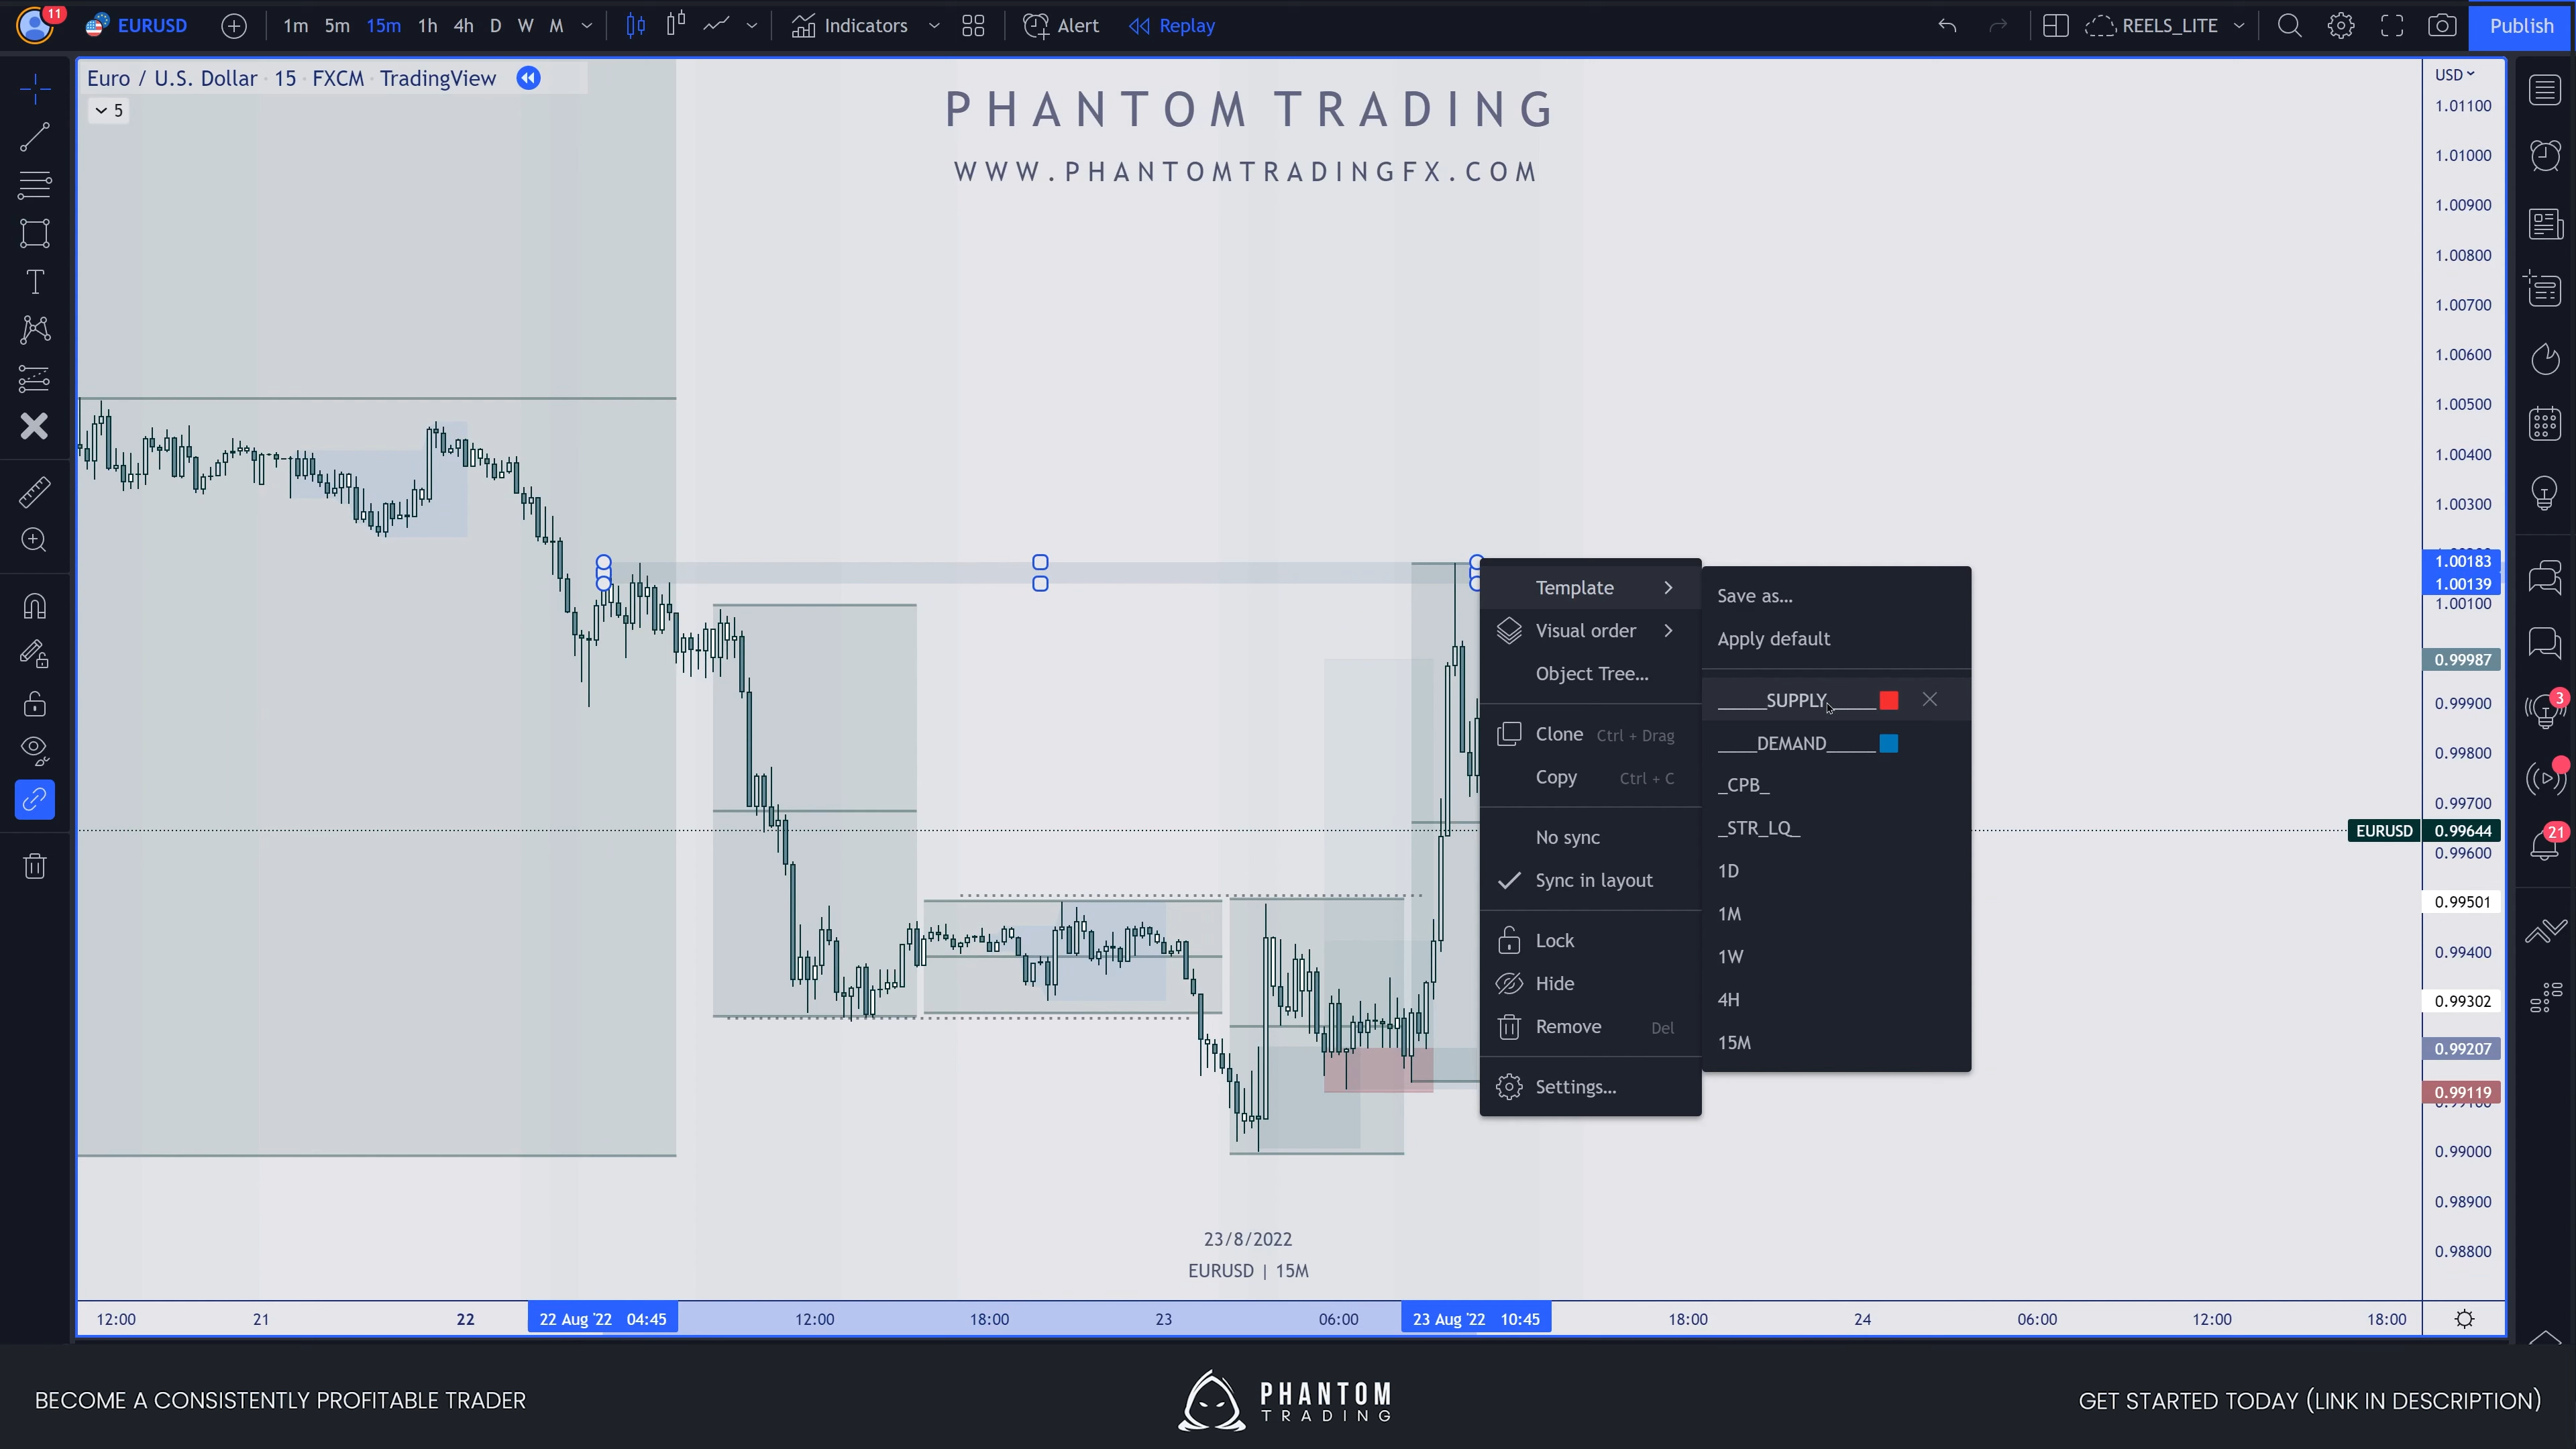 11
EURUSD
1m 5m 15m 1h 4h D W M
Indicators
Alert
Replay
REELS_LITE
Publish
Euro / U.S. Dollar · 15 · FXCM · TradingView
5
PHANTOM TRADING
WWW.PHANTOMTRADINGFX.COM
USD
1.01100
1.01000
1.00900
1.00800
1.00700
1.00600
1.00500
1.00400
1.00300
1.00183
1.00139
1.00100
0.99987
0.99900
0.99800
0.99700
EURUSD 0.99644
0.99600
0.99501
0.99400
0.99302
0.99207
0.99119
0.99000
0.98900
0.98800
Template
Visual order
Object Tree...
Clone Ctrl + Drag
Copy Ctrl + C
No sync
Sync in layout
Lock
Hide
Remove Del
Settings...
Save as...
Apply default
_____SUPPLY_____
____DEMAND_____
_CPB_
_STR_LQ_
1D
1M
1W
4H
15M
3
21
23/8/2022
EURUSD | 15M
12:00 21 22 22 Aug '22 04:45 12:00 18:00 23 06:00 23 Aug '22 10:45 18:00 24 06:00 12:00 18:00
BECOME A CONSISTENTLY PROFITABLE TRADER
PHANTOM
TRADING
GET STARTED TODAY (LINK IN DESCRIPTION)